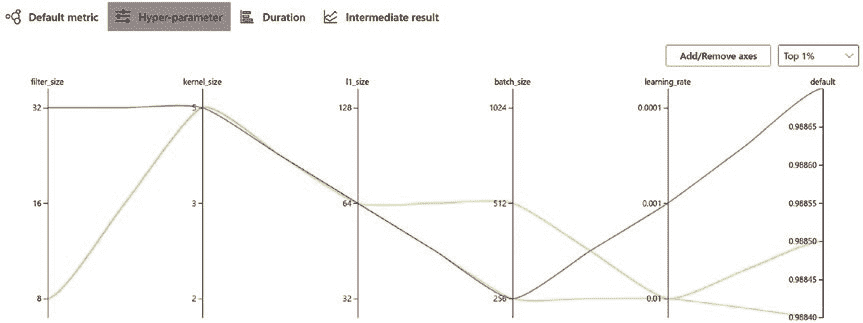 Default metric Hyper-parameter Duration Intermediate result
Add/Remove axes Top 1%
filter_size kernel_size l1_size batch_size learning_rate default
32 5 128 1024 0.0001
0.98865
0.98860
16 3 64 512 0.001 0.98855
0.98850
0.98845
8 2 32 256 0.01
0.98840